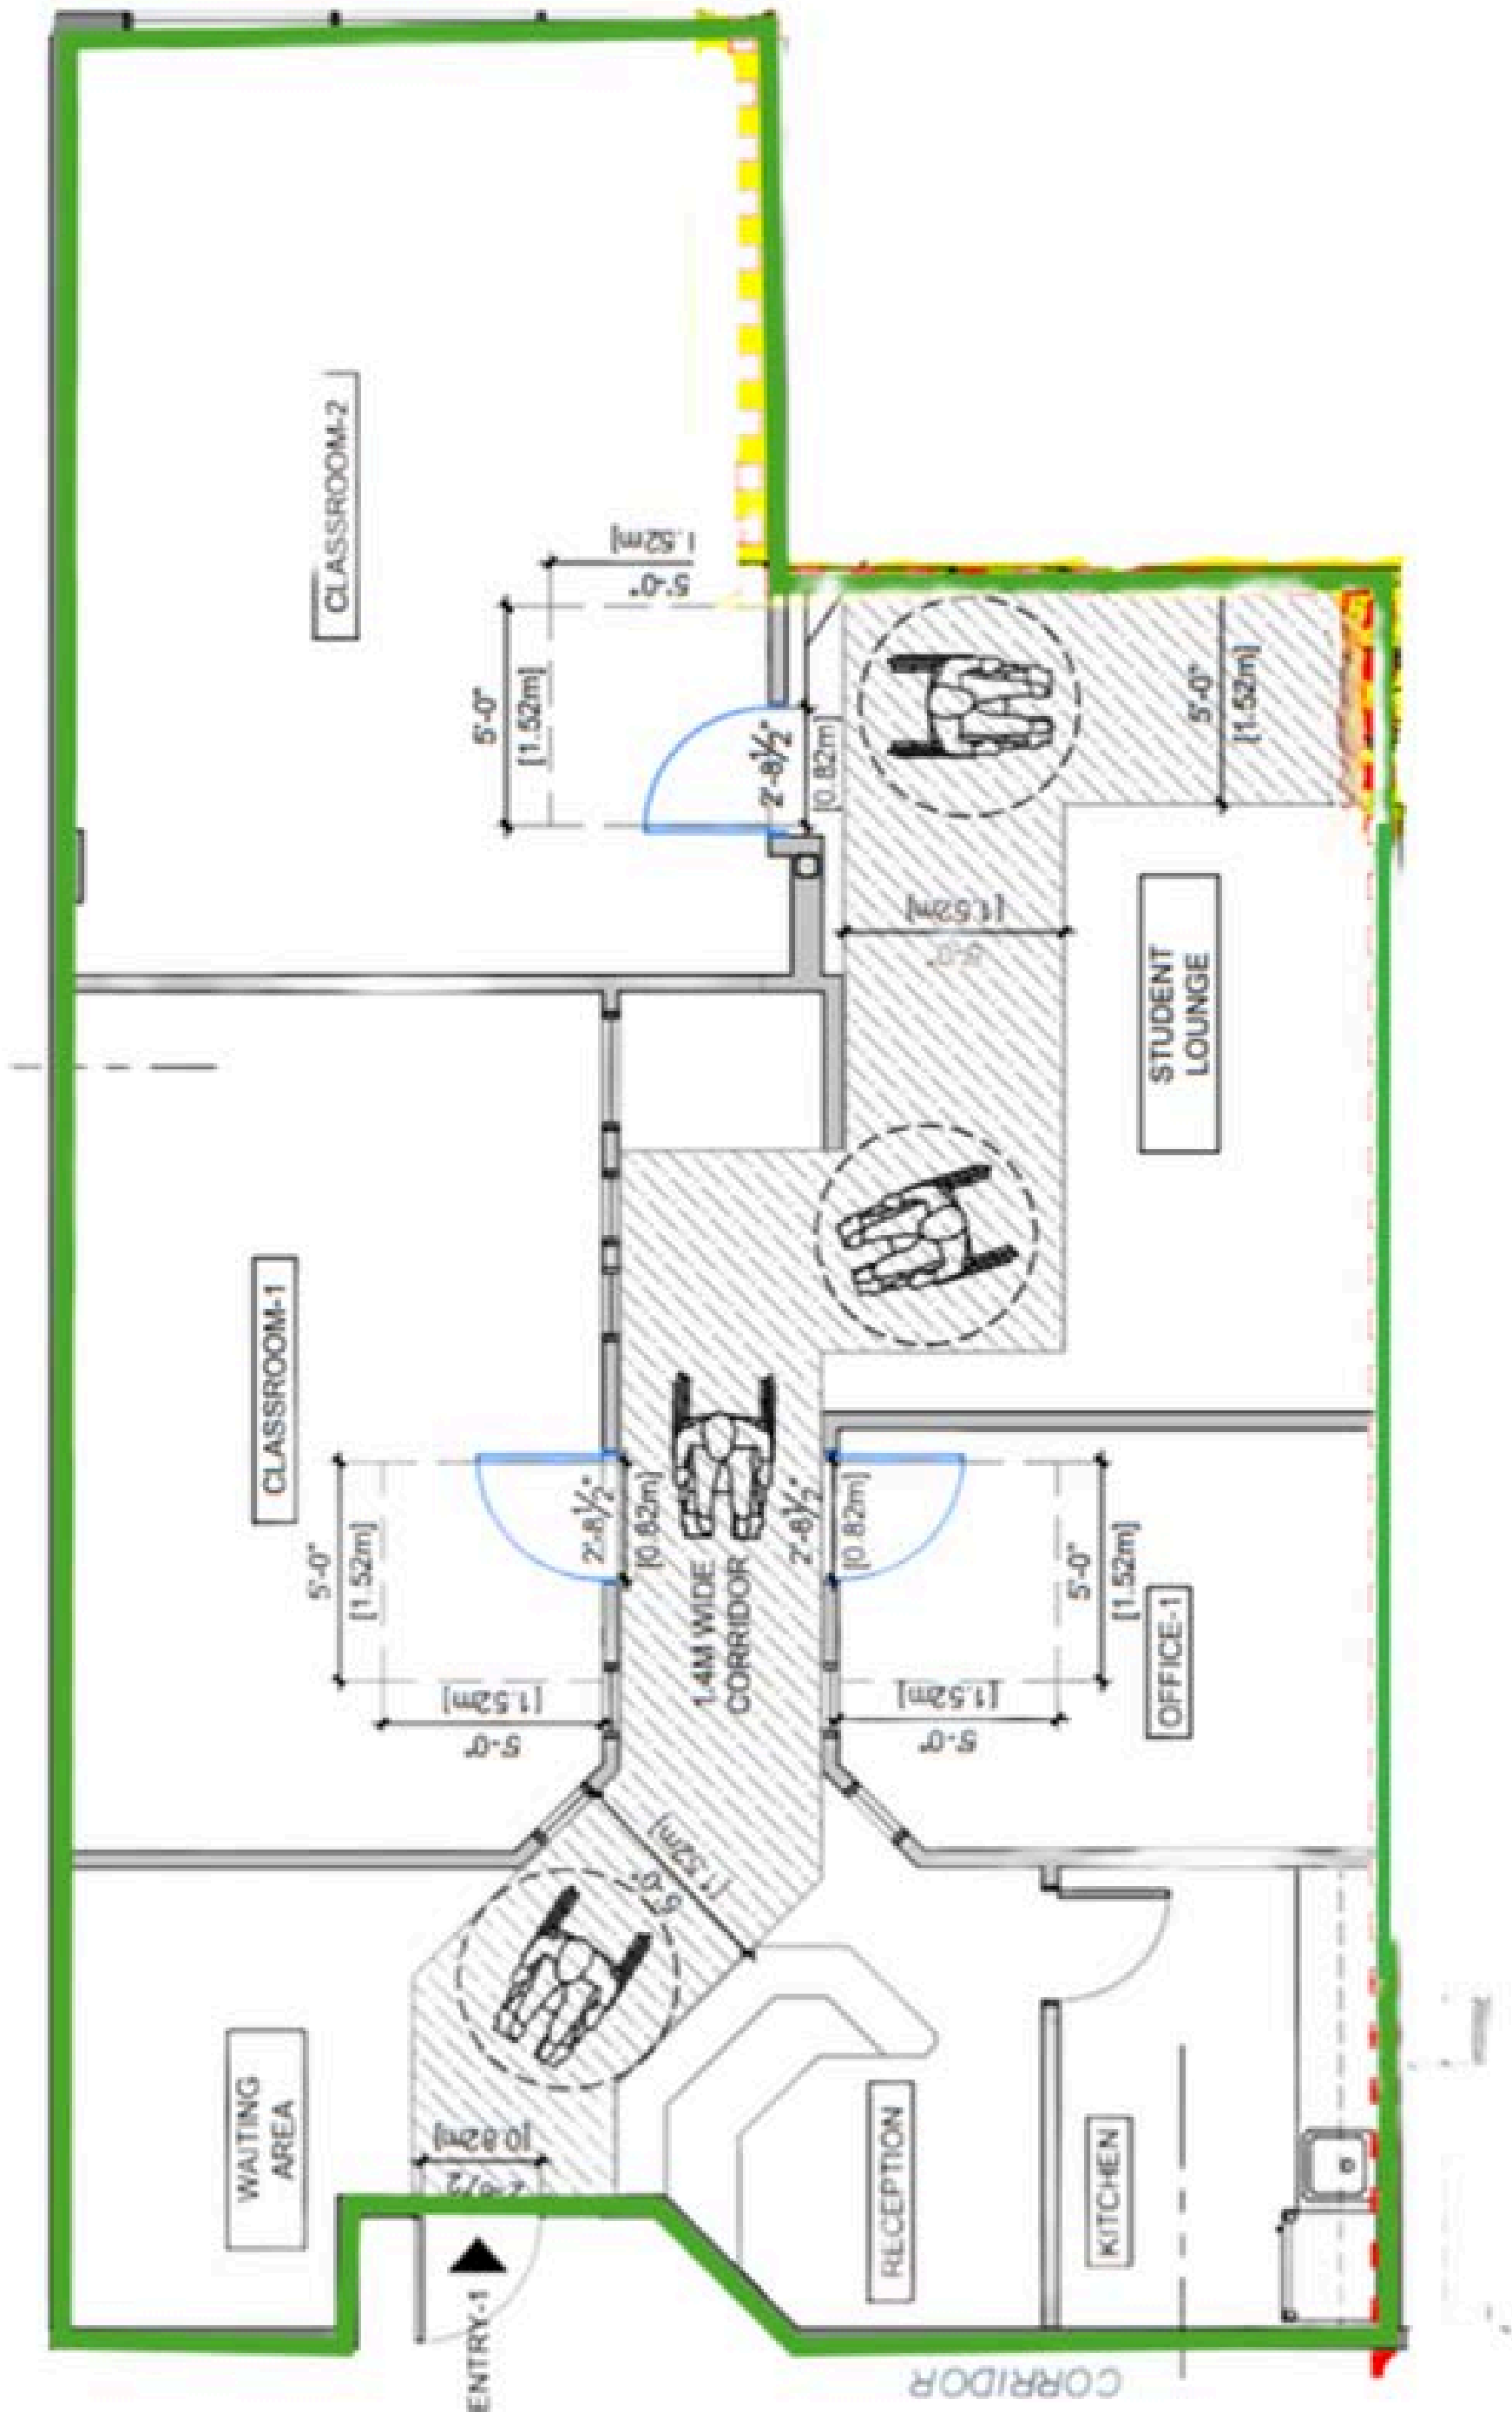 CLASSROOM-2
1.52m]
5'-0"
5'-0"
[1.52m]
2'-8½"
[0.82m]
5'-0"
[1.52m]
[1.52m]
5'-0"
STUDENT
LOUNGE
CLASSROOM-1
5'-0"
[1.52m]
2'-8½"
[0.82m]
2'-8½"
[0.82m]
5'-0"
[1.52m]
1.4M WIDE
CORRIDOR
OFFICE-1
[1.52m]
5'-0"
[1.52m]
5'-0"
[1.52m]
5'-0"
WAITING
AREA
[0.82m]
RECEPTION
KITCHEN
ENTRY-1
CORRIDOR